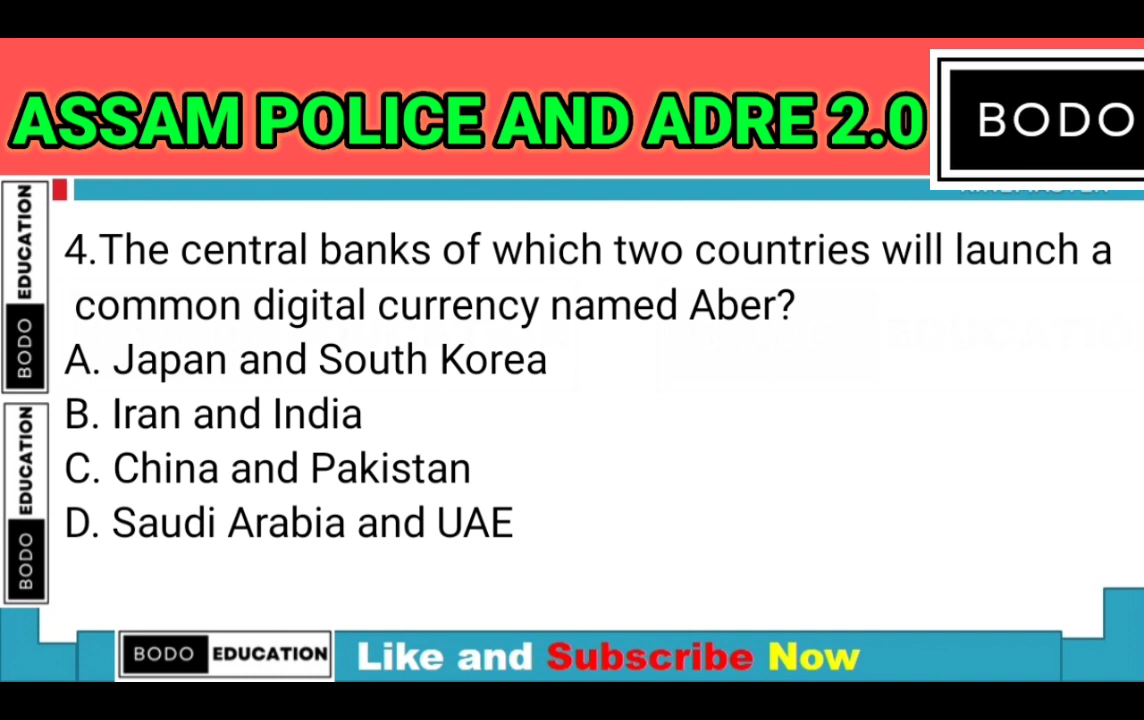 ASSAM POLICE AND ADRE 2.0
BODO
BODO EDUCATION
BODO EDUCATION
4.The central banks of which two countries will launch a
common digital currency named Aber?
A. Japan and South Korea
B. Iran and India
C. China and Pakistan
D. Saudi Arabia and UAE
BODO EDUCATION
Like and Subscribe Now